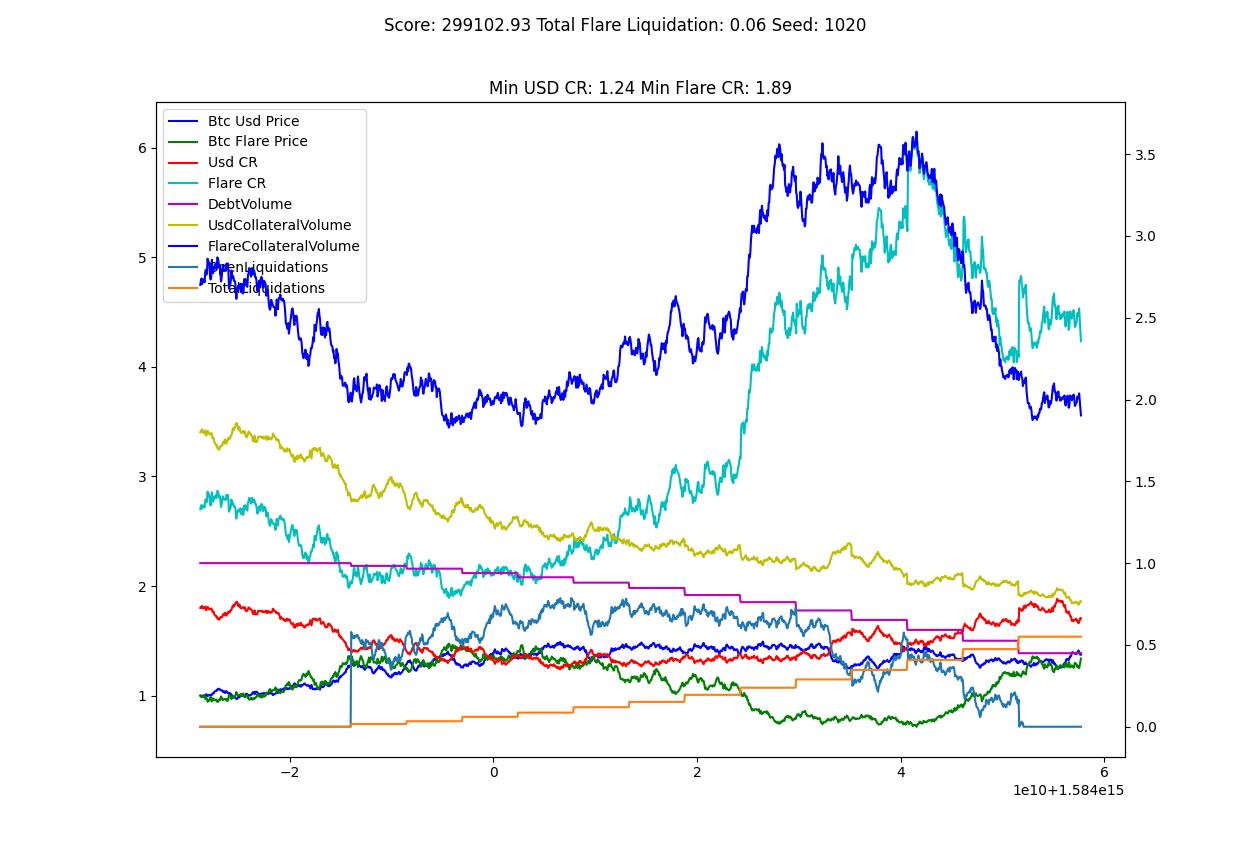 Score: 299102.93 Total Flare Liquidation: 0.06 Seed: 1020
Min USD CR: 1.24 Min Flare CR: 1.89
Btc Usd Price
Btc Flare Price
Usd CR
Flare CR
DebtVolume
UsdCollateralVolume
FlareCollateralVolume
OpenLiquidations
TotalLiquidations
6
5
4
3
2
1
3.5
3.0
2.5
2.0
1.5
1.0
0.5
0.0
−2 0 2 4 6
1e10+1.584e15